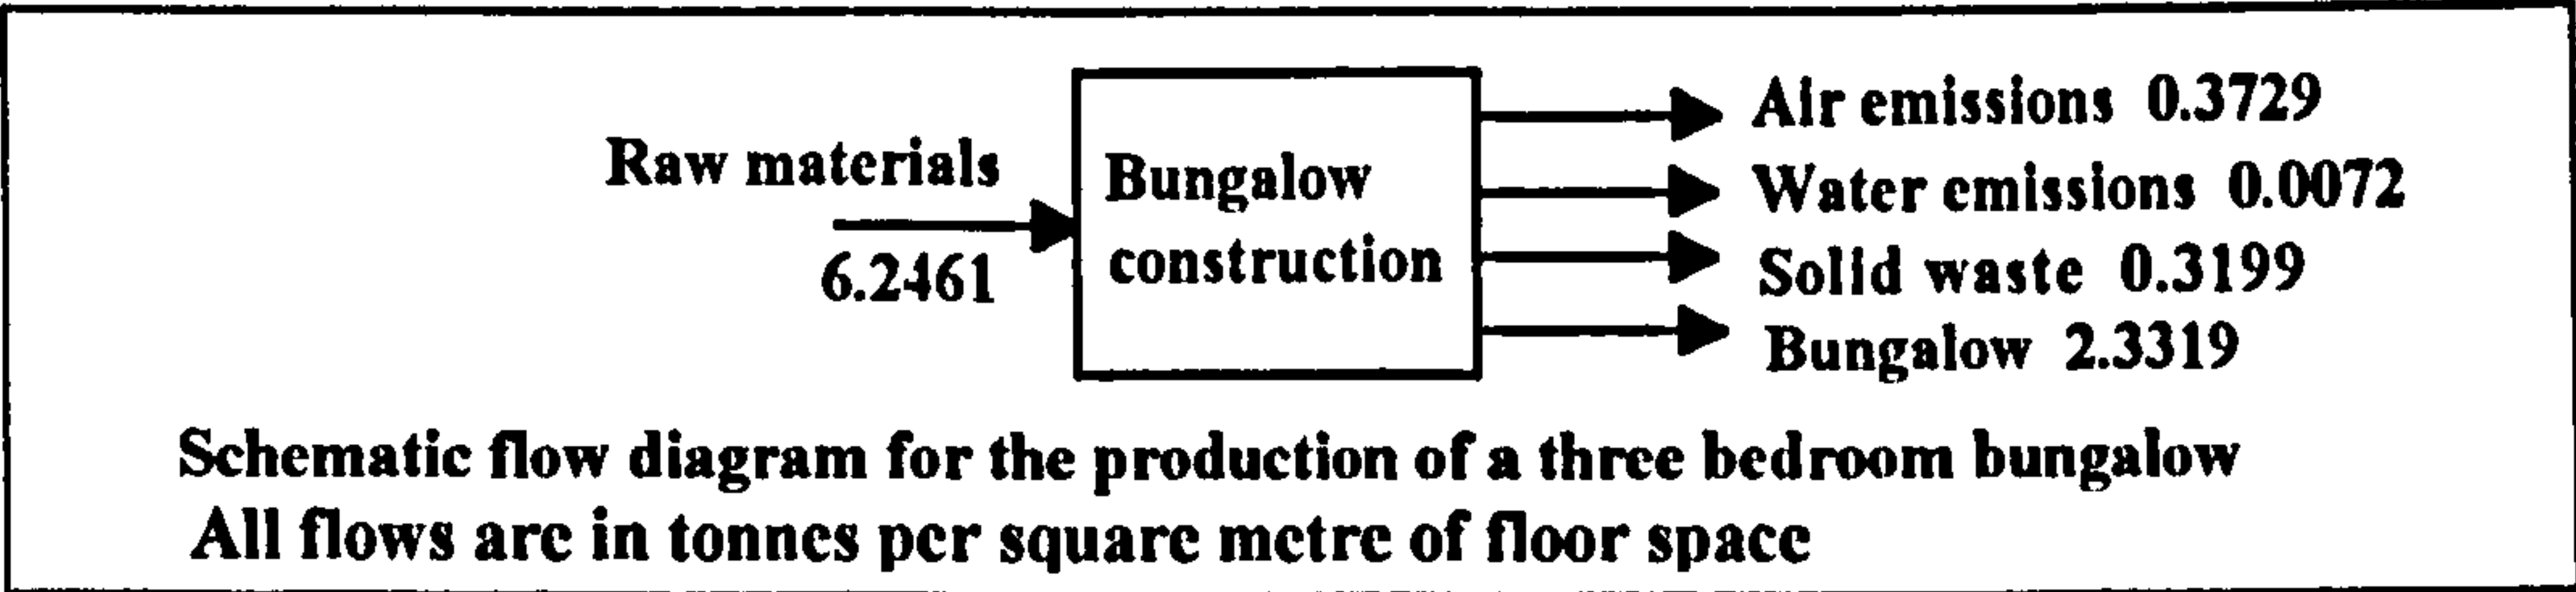 Raw materials
6.2461
Bungalow
construction
Air emissions 0.3729
Water emissions 0.0072
Solid waste 0.3199
Bungalow 2.3319
Schematic flow diagram for the production of a three bedroom bungalow
All flows are in tonnes per square metre of floor space